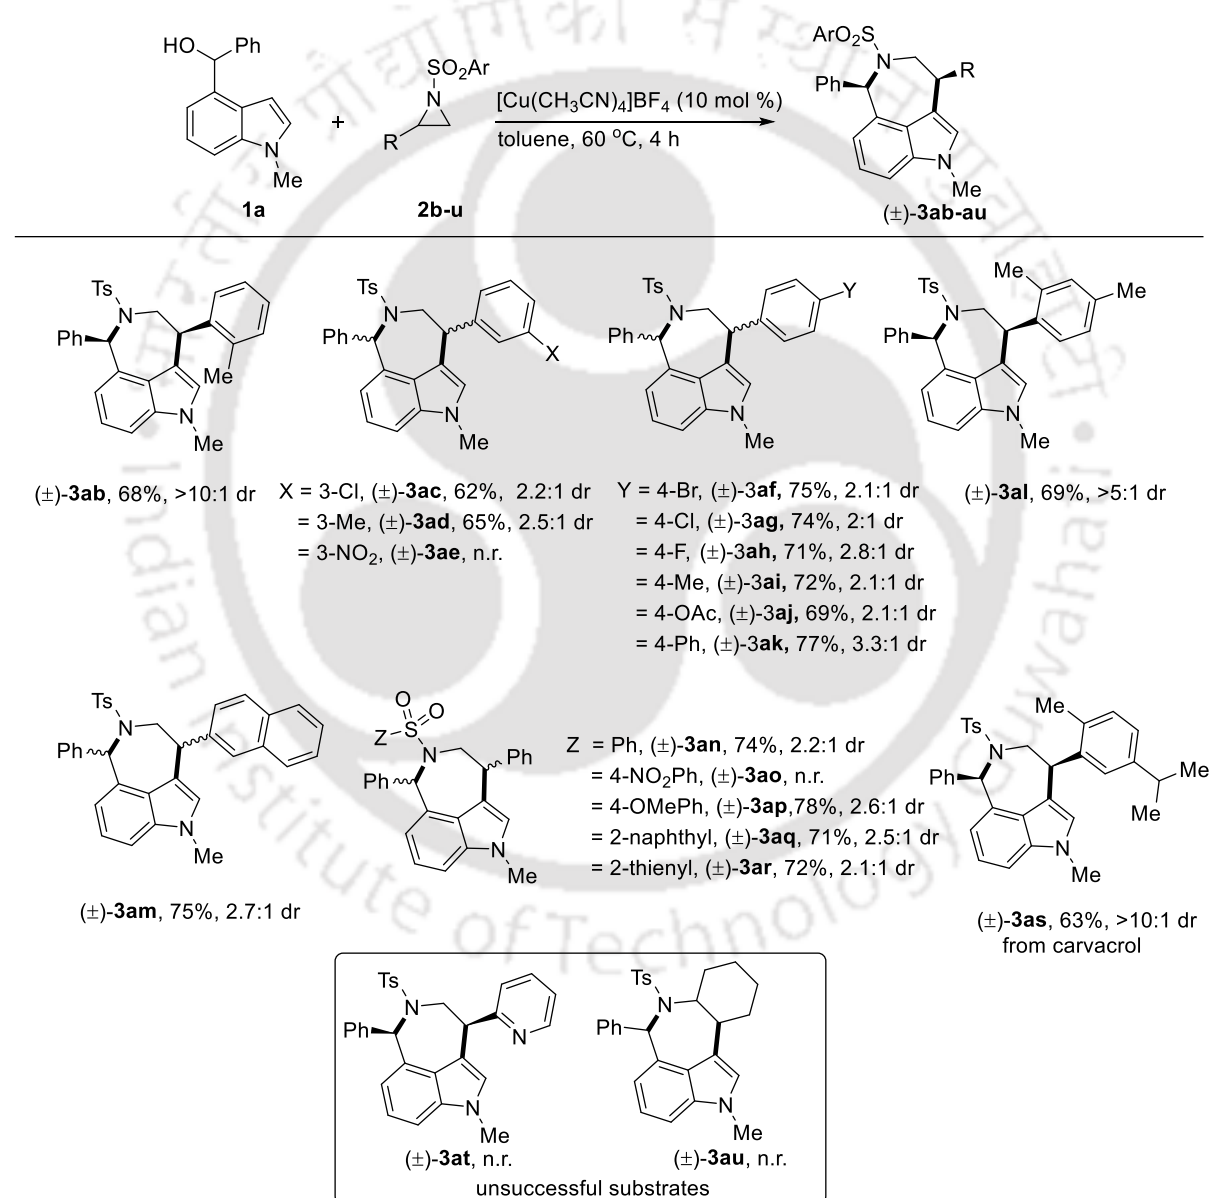 HO Ph
N
Me
1a
+
SO2Ar
N
R
2b-u
[Cu(CH3CN)4]BF4 (10 mol %)
toluene, 60 °C, 4 h
ArO2S
N
R
Ph
N
Me
(±)-3ab-au
Ts
N
Ph
Me
N
Me
(±)-3ab, 68%, >10:1 dr
Ts
N
Ph
X
N
Me
X = 3-Cl, (±)-3ac, 62%, 2.2:1 dr
= 3-Me, (±)-3ad, 65%, 2.5:1 dr
= 3-NO2, (±)-3ae, n.r.
Ts
N
Y
Ph
N
Me
Y = 4-Br, (±)-3af, 75%, 2.1:1 dr
= 4-Cl, (±)-3ag, 74%, 2:1 dr
= 4-F, (±)-3ah, 71%, 2.8:1 dr
= 4-Me, (±)-3ai, 72%, 2.1:1 dr
= 4-OAc, (±)-3aj, 69%, 2.1:1 dr
= 4-Ph, (±)-3ak, 77%, 3.3:1 dr
Me
Me
Ts
N
Ph
N
Me
(±)-3al, 69%, >5:1 dr
Ts
N
Ph
N
Me
(±)-3am, 75%, 2.7:1 dr
O
O
Z S
N
Ph
Ph
N
Me
Z = Ph, (±)-3an, 74%, 2.2:1 dr
= 4-NO2Ph, (±)-3ao, n.r.
= 4-OMePh, (±)-3ap,78%, 2.6:1 dr
= 2-naphthyl, (±)-3aq, 71%, 2.5:1 dr
= 2-thienyl, (±)-3ar, 72%, 2.1:1 dr
Me
Ts
N
Ph
Me
Me
N
Me
(±)-3as, 63%, >10:1 dr
from carvacrol
Ts
N
Ph
N
N
Me
(±)-3at, n.r.
Ts
N
Ph
N
Me
(±)-3au, n.r.
unsuccessful substrates
Indian Institute of Technology Guwahati